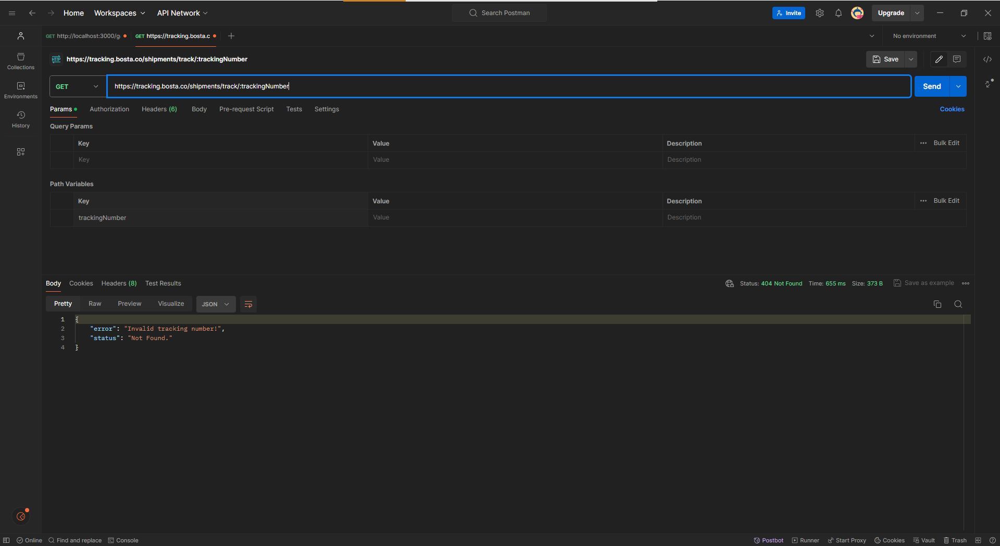 Home Workspaces API Network Search Postman Invite Upgrade
GET http://localhost:3000/g GET https://tracking.bosta.c No environment
HTTP https://tracking.bosta.co/shipments/track/:trackingNumber Save
GET https://tracking.bosta.co/shipments/track/:trackingNumber Send
Collections
Environments
History
Params Authorization Headers (6) Body Pre-request Script Tests Settings Cookies
Query Params
Key Value Description Bulk Edit
Key Value Description
Path Variables
Key Value Description Bulk Edit
trackingNumber Value Description
Body Cookies Headers (8) Test Results Status: 404 Not Found Time: 655 ms Size: 373 B Save as example
Pretty Raw Preview Visualize JSON
1 {
2 "error": "Invalid tracking number!",
3 "status": "Not Found."
4 }
Online Find and replace Console Postbot Runner Start Proxy Cookies Vault Trash